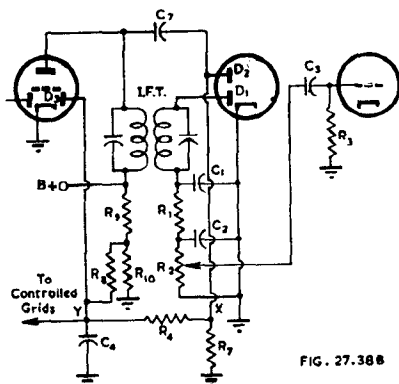 C7
D3
D2
D1
I.F.T.
C3
R3
B+
C1
R9
R1
C2
R8
R10
R2
To
Controlled
Grids
Y
X
R4
C4
R7
FIG. 27.38B